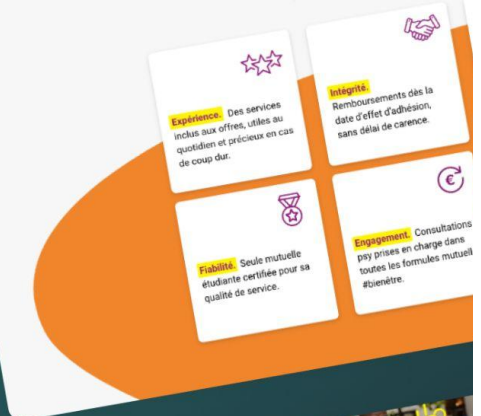 Expérience. Des services
inclus aux offres, utiles au
quotidien et précieux en cas
de coup dur.
Intégrité.
Remboursements dès la
date d'effet d'adhésion,
sans délai de carence.
Fiabilité. Seule mutuelle
étudiante certifiée pour sa
qualité de service.
Engagement. Consultations
psy prises en charge dans
toutes les formules
#bienêtre.